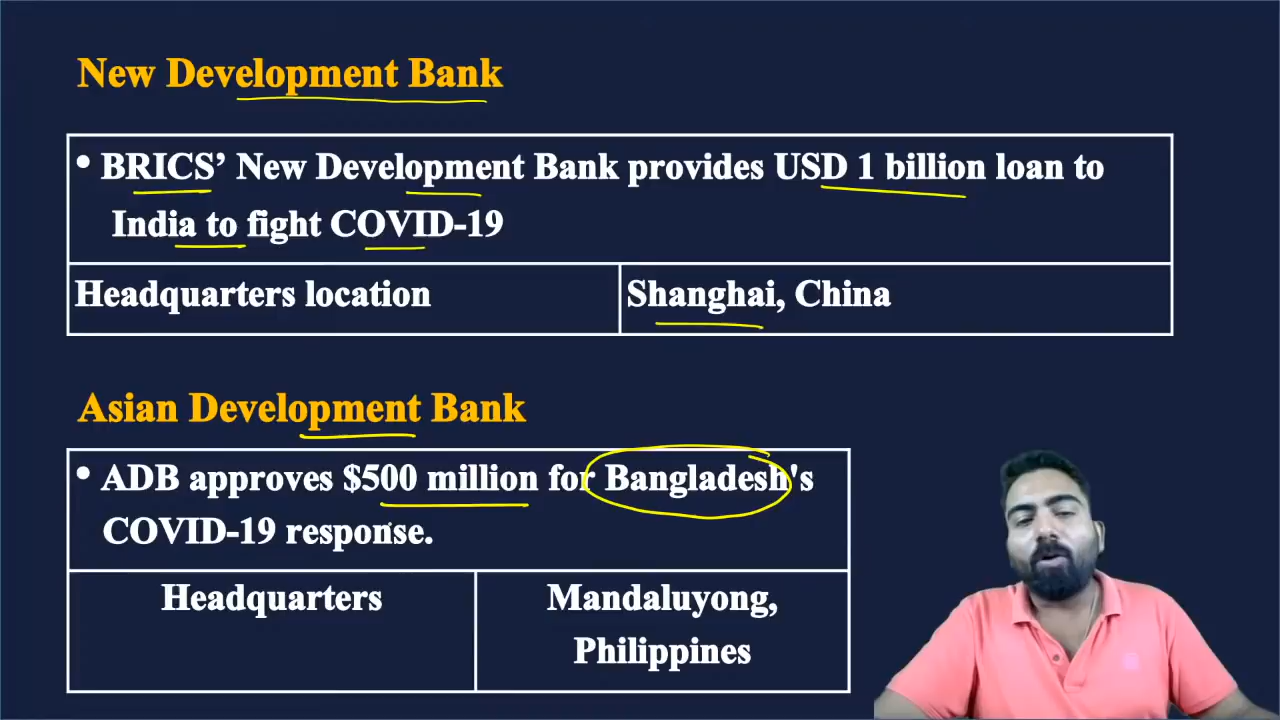 New Development Bank
• BRICS’ New Development Bank provides USD 1 billion loan to
India to fight COVID-19
Headquarters location
Shanghai, China
Asian Development Bank
• ADB approves $500 million for Bangladesh's
COVID-19 response.
Headquarters
Mandaluyong,
Philippines